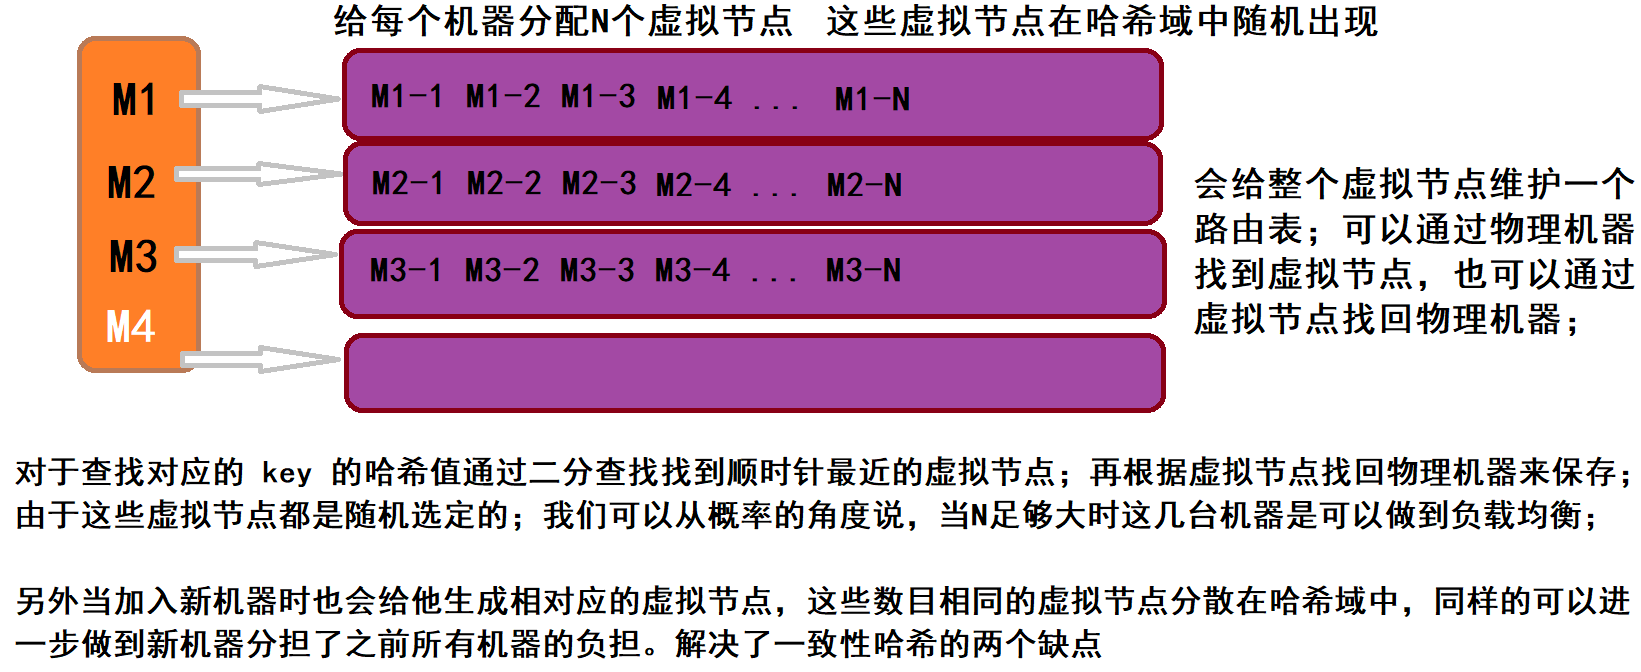 给每个机器分配N个虚拟节点 这些虚拟节点在哈希域中随机出现
M1
M1-1 M1-2 M1-3 M1-4 ... M1-N
M2
M2-1 M2-2 M2-3 M2-4 ... M2-N
M3
M3-1 M3-2 M3-3 M3-4 ... M3-N
M4
会给整个虚拟节点维护一个
路由表；可以通过物理机器
找到虚拟节点，也可以通过
虚拟节点找回物理机器；
对于查找对应的 key 的哈希值通过二分查找找到顺时针最近的虚拟节点；再根据虚拟节点找回物理机器来保存；
由于这些虚拟节点都是随机选定的；我们可以从概率的角度说，当N足够大时这几台机器是可以做到负载均衡；
另外当加入新机器时也会给他生成相对应的虚拟节点，这些数目相同的虚拟节点分散在哈希域中，同样的可以进
一步做到新机器分担了之前所有机器的负担。解决了一致性哈希的两个缺点